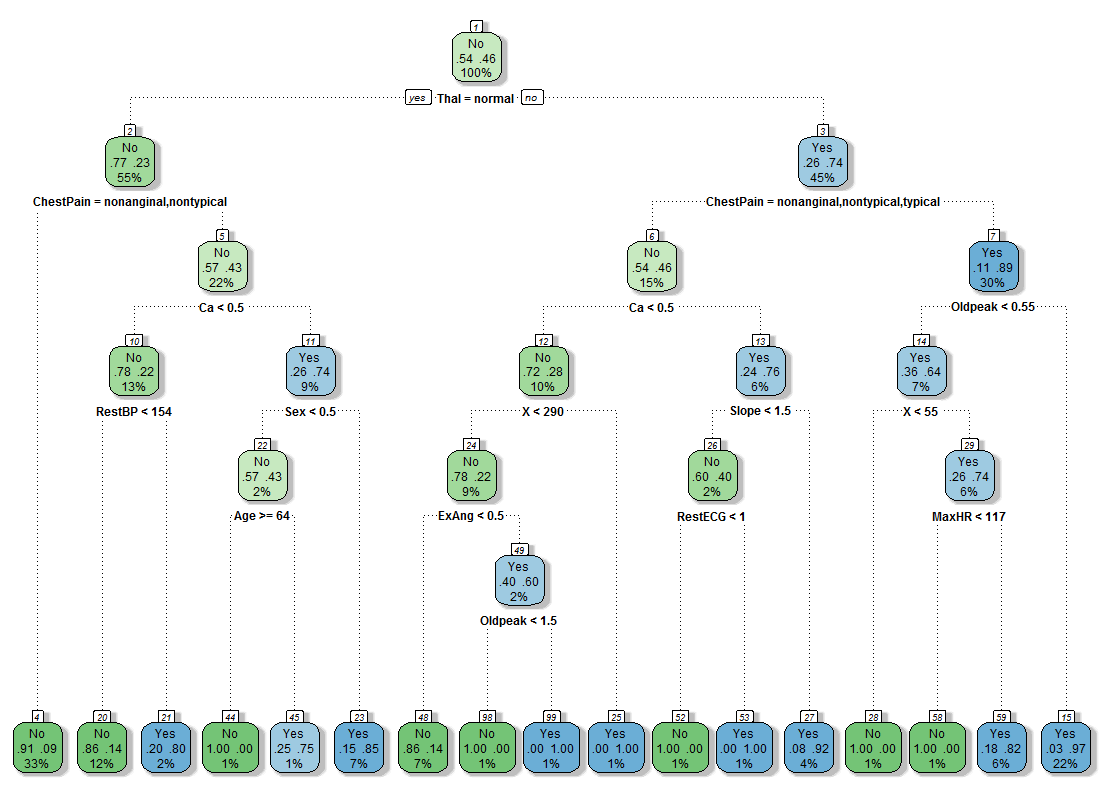 1
No
.54 .46
100%
yes Thal = normal no
2
No
.77 .23
55%
3
Yes
.26 .74
45%
ChestPain = nonanginal,nontypical
ChestPain = nonanginal,nontypical,typical
5
No
.57 .43
22%
6
No
.54 .46
15%
7
Yes
.11 .89
30%
Ca < 0.5
Ca < 0.5
Oldpeak < 0.55
10
No
.78 .22
13%
11
Yes
.26 .74
9%
12
No
.72 .28
10%
13
Yes
.24 .76
6%
14
Yes
.36 .64
7%
RestBP < 154
Sex < 0.5
X < 290
Slope < 1.5
X < 55
22
No
.57 .43
2%
24
No
.78 .22
9%
26
No
.60 .40
2%
29
Yes
.26 .74
6%
Age >= 64
ExAng < 0.5
RestECG < 1
MaxHR < 117
49
Yes
.40 .60
2%
Oldpeak < 1.5
4
No
.91 .09
33%
20
No
.86 .14
12%
21
Yes
.20 .80
2%
44
No
1.00 .00
1%
45
Yes
.25 .75
1%
23
Yes
.15 .85
7%
48
No
.86 .14
7%
98
No
1.00 .00
1%
99
Yes
.00 1.00
1%
25
Yes
.00 1.00
1%
52
No
1.00 .00
1%
53
Yes
.00 1.00
1%
27
Yes
.08 .92
4%
28
No
1.00 .00
1%
58
No
1.00 .00
1%
59
Yes
.18 .82
6%
15
Yes
.03 .97
22%